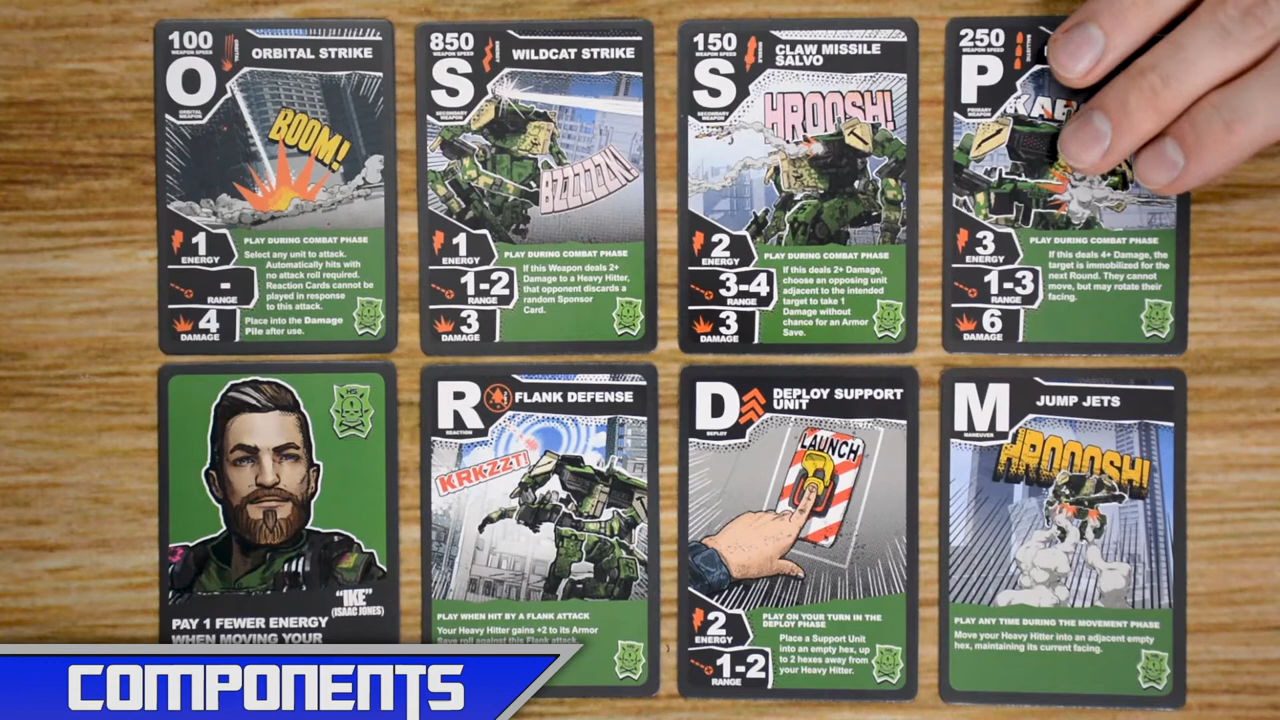 100
WEAPON SPEED
ORBITAL
ORBITAL STRIKE
O
ORBITAL WEAPON
BOOM!
1
ENERGY
-
RANGE
4
DAMAGE
PLAY DURING COMBAT PHASE
Select any unit to attack.
Automatically hits with
no attack roll required.
Reaction Cards cannot be
played in response
to this attack.
Place into the Damage
Pile after use.
850
WEAPON SPEED
ENERGY
WILDCAT STRIKE
S
SECONDARY WEAPON
BZZZZZN!
1
ENERGY
1-2
RANGE
3
DAMAGE
PLAY DURING COMBAT PHASE
If this Weapon deals 2+
Damage to a Heavy Hitter,
that opponent discards a
random Sponsor
Card.
150
WEAPON SPEED
MISSILE
CLAW MISSILE
SALVO
S
SECONDARY WEAPON
HROOSH!
2
ENERGY
3-4
RANGE
3
DAMAGE
PLAY DURING COMBAT PHASE
If this deals 2+ Damage,
choose an opposing unit
adjacent to the intended
target to take 1
Damage without
chance for an Armor
Save.
250
WEAPON SPEED
BALLISTIC
P
PRIMARY WEAPON
3
ENERGY
1-3
RANGE
6
DAMAGE
PLAY DURING COMBAT PHASE
If this deals 4+ Damage, the
target is immobilized for the
next Round. They cannot
move, but may rotate their
facing.
"IKE"
(ISAAC JONES)
PAY 1 FEWER ENERGY
WHEN MOVING YOUR
R
REACTION
FLANK DEFENSE
KRKZZT!
PLAY WHEN HIT BY A FLANK ATTACK
Your Heavy Hitter gains +2 to its Armor
Save roll against this Flank attack.
D
DEPLOY
DEPLOY SUPPORT
UNIT
LAUNCH
2
ENERGY
1-2
RANGE
PLAY ON YOUR TURN IN THE
DEPLOY PHASE
Place a Support Unit
into an empty hex, up
to 2 hexes away from
your Heavy Hitter.
M
MANEUVER
JUMP JETS
HROOOSH!
PLAY ANY TIME DURING THE MOVEMENT PHASE
Move your Heavy Hitter into an adjacent empty
hex, maintaining its current facing.
COMPONENTS